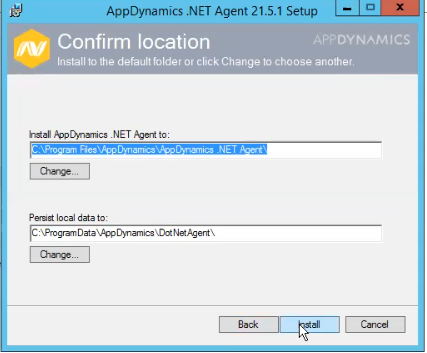 AppDynamics .NET Agent 21.5.1 Setup
Confirm location
APPDYNAMICS
Install to the default folder or click Change to choose another.
Install AppDynamics .NET Agent to:
C:\Program Files\AppDynamics\AppDynamics .NET Agent\
Change...
Persist local data to:
C:\ProgramData\AppDynamics\DotNetAgent\
Change...
Back Install Cancel